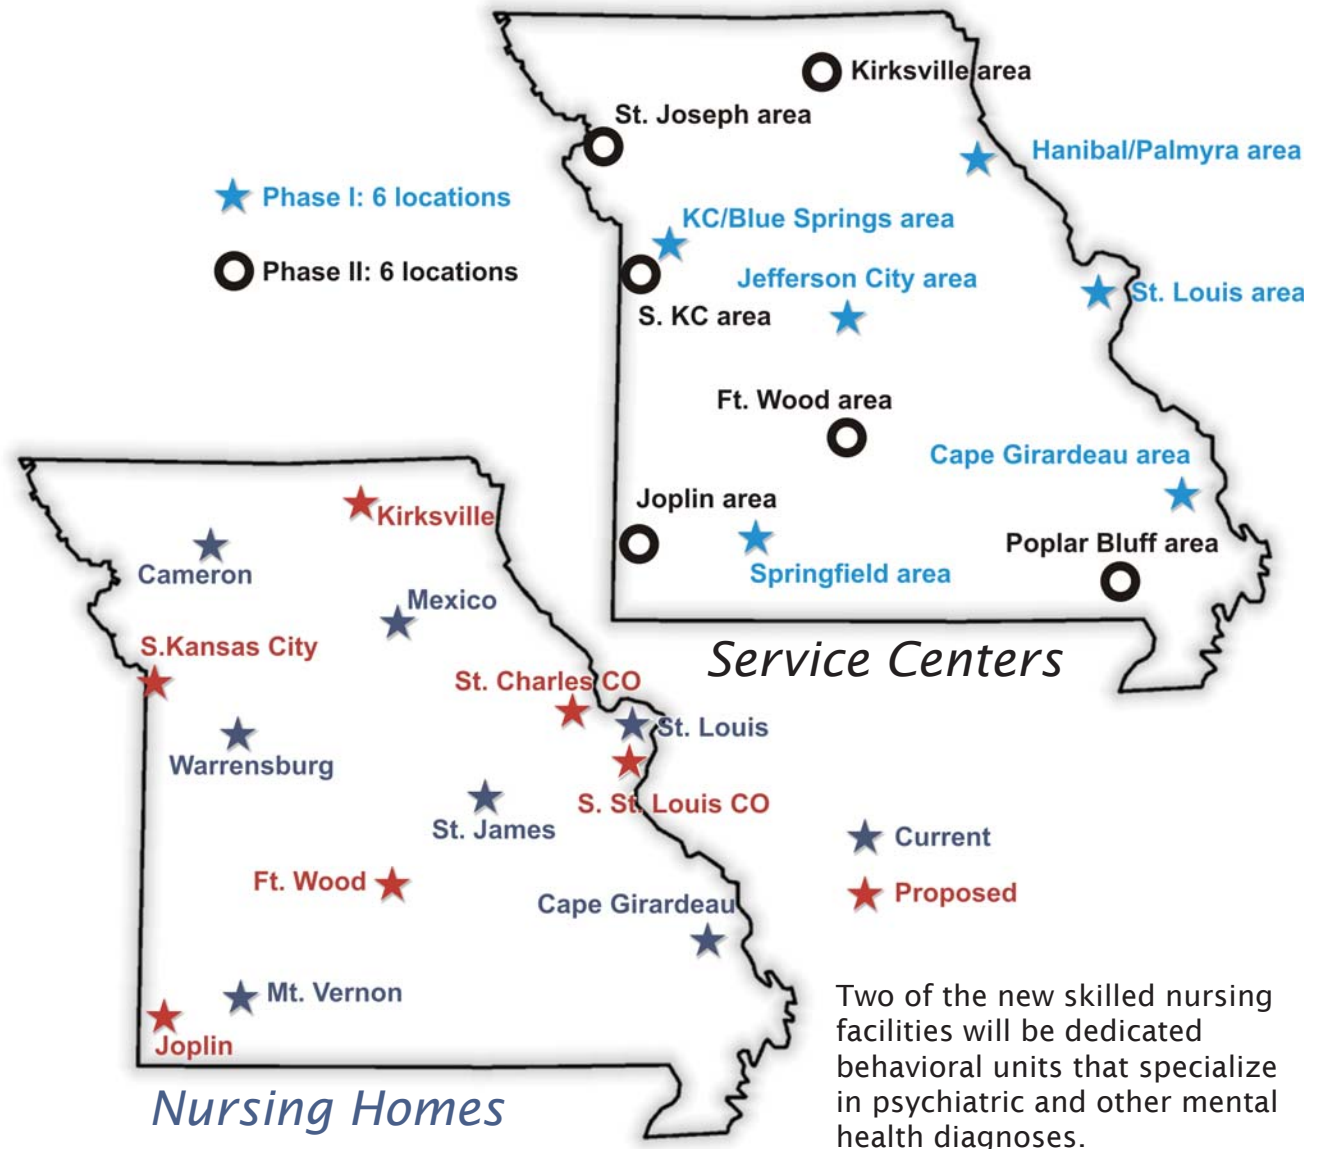 Kirksville area
St. Joseph area
Hanibal/Palmyra area
Phase I: 6 locations
KC/Blue Springs area
Phase II: 6 locations
Jefferson City area
St. Louis area
S. KC area
Ft. Wood area
Cape Girardeau area
Joplin area
Poplar Bluff area
Springfield area
Service Centers
Kirksville
Cameron
Mexico
S.Kansas City
St. Charles CO
St. Louis
Warrensburg
S. St. Louis CO
St. James
Current
Ft. Wood
Proposed
Cape Girardeau
Mt. Vernon
Joplin
Nursing Homes
Two of the new skilled nursing
facilities will be dedicated
behavioral units that specialize
in psychiatric and other mental
health diagnoses.